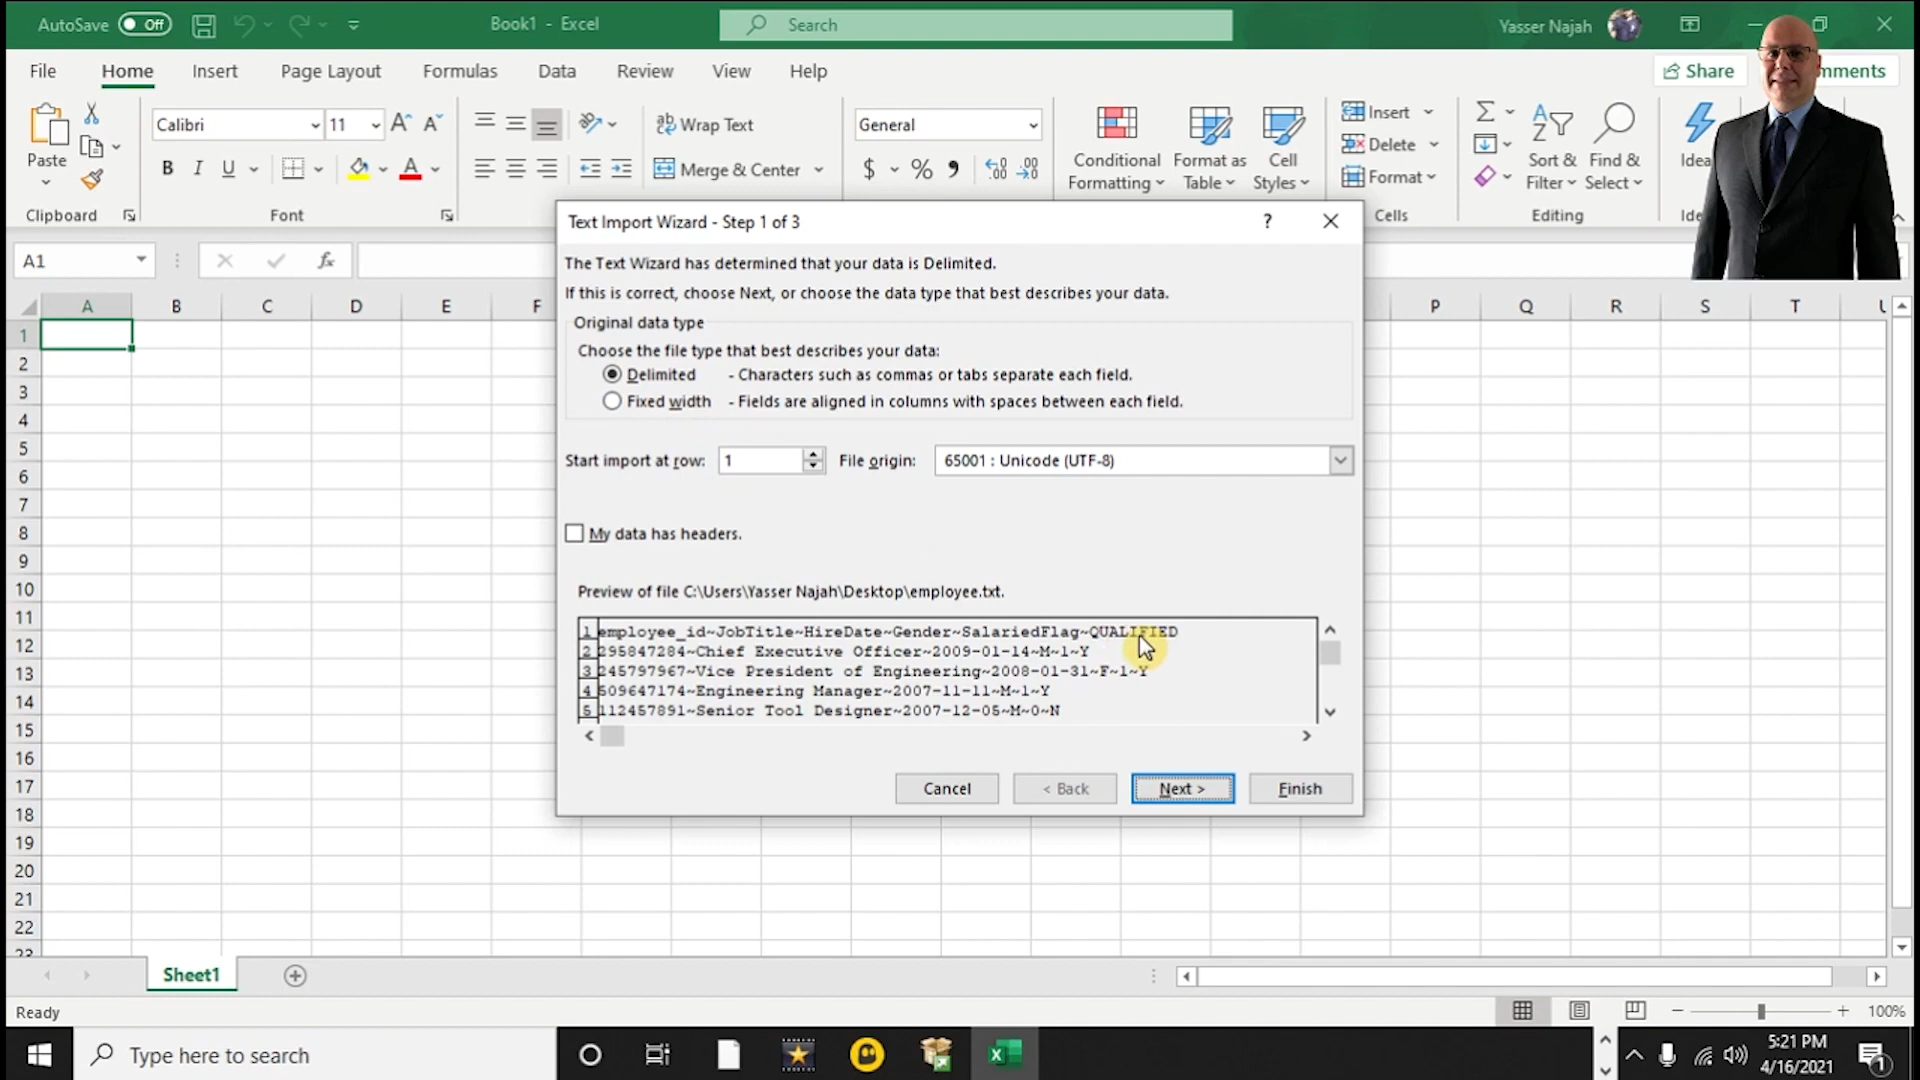 AutoSave Off
Book1 - Excel
Search
Yasser Najah
File Home Insert Page Layout Formulas Data Review View Help
Share
mments
Paste
Clipboard
Calibri 11
B I U
Font
Wrap Text
Merge & Center
General
$ % 9
Conditional Formatting
Format as Table
Cell Styles
Insert
Delete
Format
Cells
Sort & Filter
Find & Select
Editing
Idea
Ide
A1
fx
A B C D E F P Q R S T
1
2
3
4
5
6
7
8
9
10
11
12
13
14
15
16
17
18
19
20
21
22
23
Text Import Wizard - Step 1 of 3
?
The Text Wizard has determined that your data is Delimited.
If this is correct, choose Next, or choose the data type that best describes your data.
Original data type
Choose the file type that best describes your data:
Delimited - Characters such as commas or tabs separate each field.
Fixed width - Fields are aligned in columns with spaces between each field.
Start import at row: 1 File origin: 65001 : Unicode (UTF-8)
My data has headers.
Preview of file C:\Users\Yasser Najah\Desktop\employee.txt.
1 employee_id~JobTitle~HireDate~Gender~SalariedFlag~QUALIFIED
2 295847284~Chief Executive Officer~2009-01-14~M~1~Y
3 245797967~Vice President of Engineering~2008-01-31~F~1~Y
4 509647174~Engineering Manager~2007-11-11~M~1~Y
5 112457891~Senior Tool Designer~2007-12-05~M~0~N
Cancel < Back Next > Finish
Sheet1
Ready
100%
Type here to search
5:21 PM
4/16/2021
1